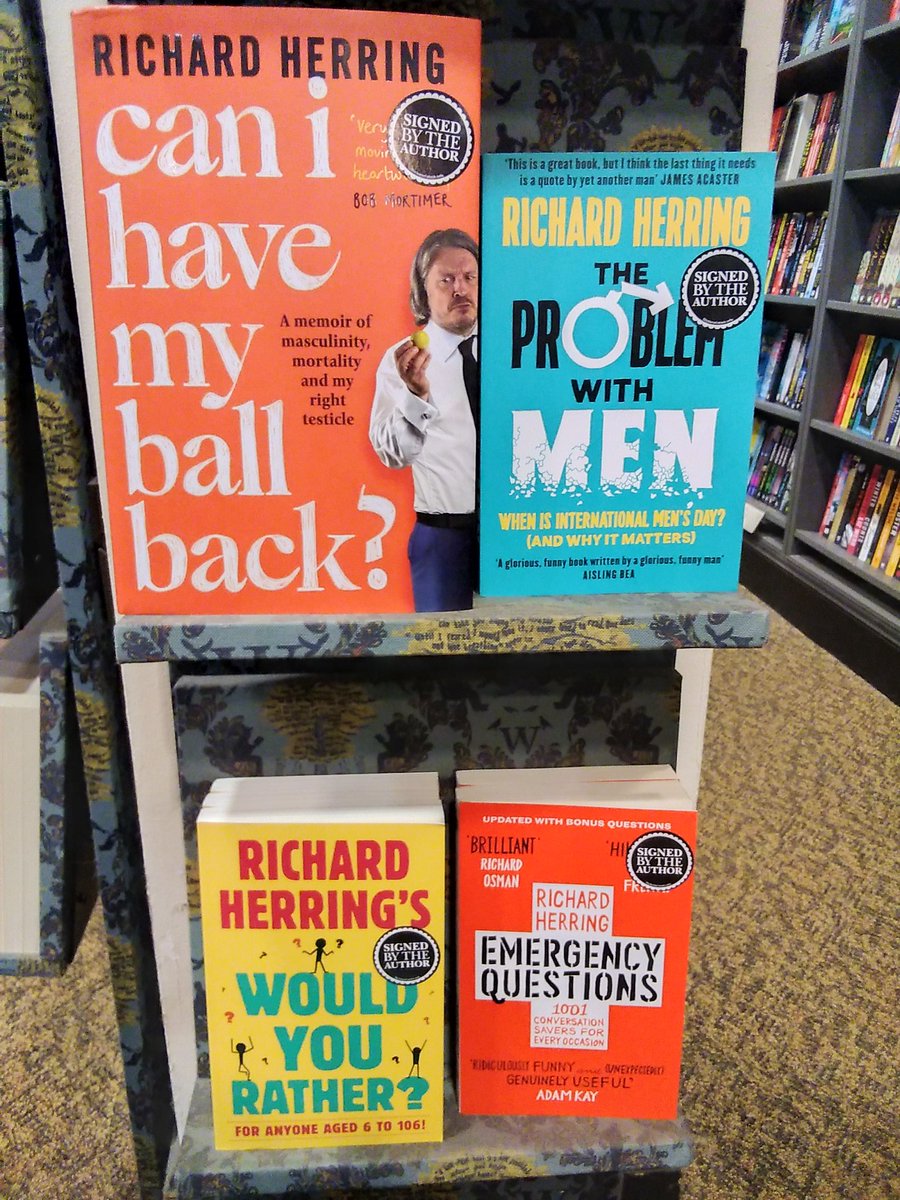 RICHARD HERRING
can i
have
my
ball
back?
'Very
moving
BOB MORTIMER
SIGNED
BY THE
AUTHOR
A memoir of
masculinity,
mortality
and my
right
testicle
'This is a great book, but I think the last thing it needs
is a quote by yet another man' JAMES ACASTER
RICHARD HERRING
THE
PROBLEM
WITH
MEN
SIGNED
BY THE
AUTHOR
WHEN IS INTERNATIONAL MEN'S DAY?
(AND WHY IT MATTERS)
'A glorious, funny book written by a glorious, funny man'
AISLING BEA
W
RICHARD
HERRING'S
WOULD
YOU
RATHER?
SIGNED
BY THE
AUTHOR
FOR ANYONE AGED 6 TO 106!
UPDATED WITH BONUS QUESTIONS
'BRILLIANT'
RICHARD
OSMAN
SIGNED
BY THE
AUTHOR
RICHARD
HERRING
EMERGENCY
QUESTIONS
1001
CONVERSATION
SAVERS FOR
EVERY OCCASION
'RIDICULOUSLY FUNNY and (UNEXPECTEDLY)
GENUINELY USEFUL'
ADAM KAY